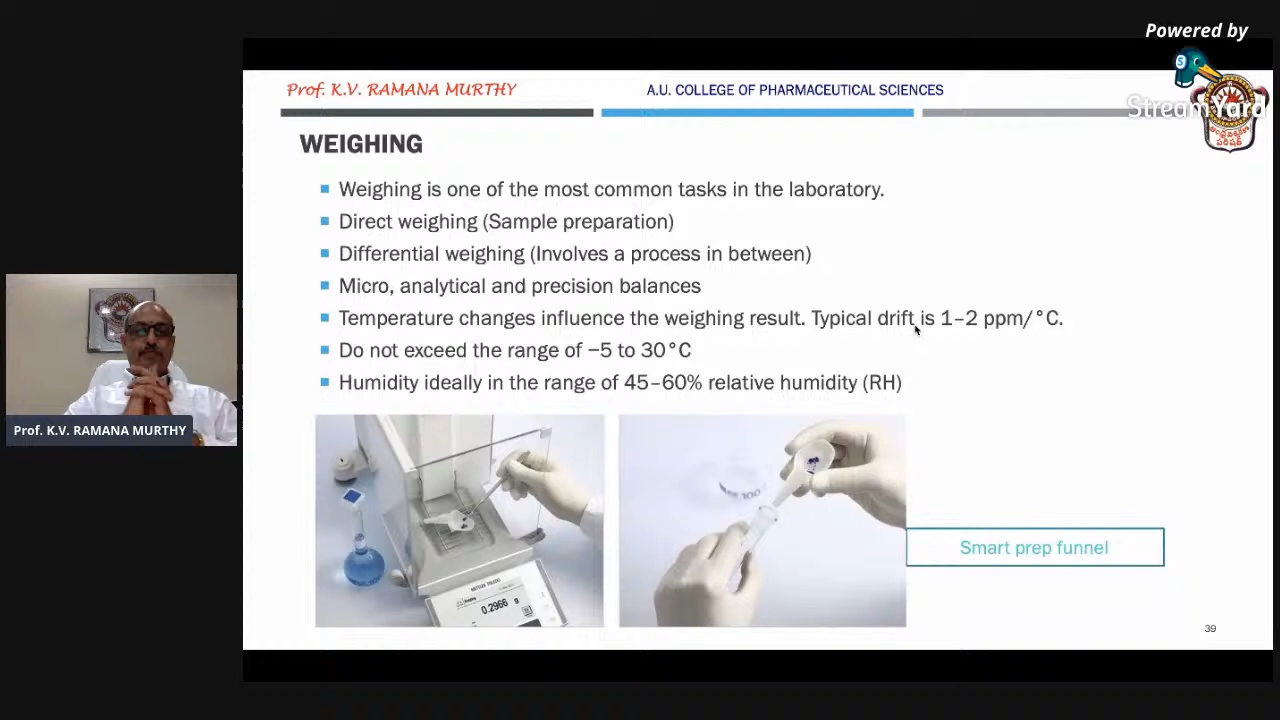 Powered by
StreamYard
Prof. K.V. RAMANA MURTHY
A.U. COLLEGE OF PHARMACEUTICAL SCIENCES
WEIGHING
Weighing is one of the most common tasks in the laboratory.
Direct weighing (Sample preparation)
Differential weighing (Involves a process in between)
Micro, analytical and precision balances
Temperature changes influence the weighing result. Typical drift is 1–2 ppm/°C.
Do not exceed the range of −5 to 30°C
Humidity ideally in the range of 45–60% relative humidity (RH)
Prof. K.V. RAMANA MURTHY
METTLER TOLEDO
0.2966 g
100
Smart prep funnel
39